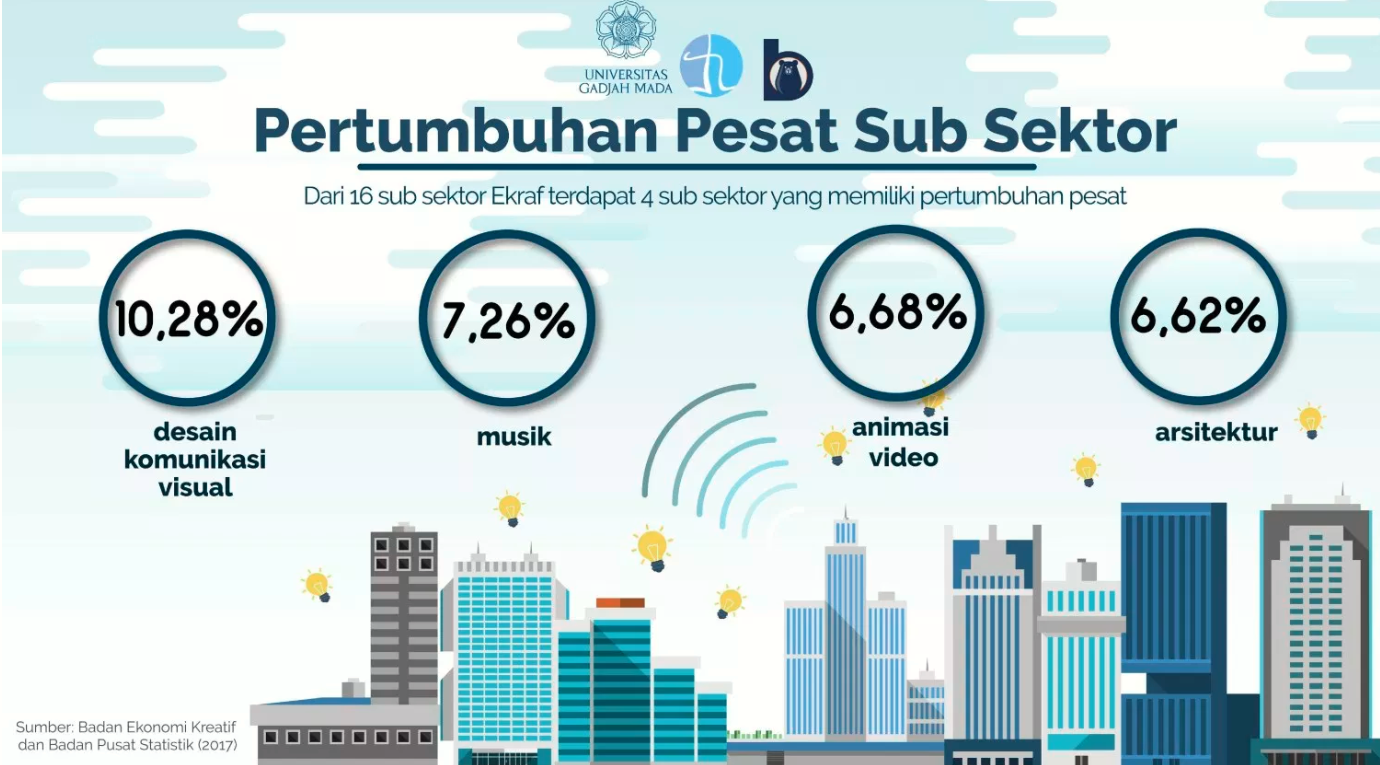 UNIVERSITAS
GADJAH MADA
Pertumbuhan Pesat Sub Sektor
Dari 16 sub sektor Ekraf terdapat 4 sub sektor yang memiliki pertumbuhan pesat
10,28%
desain
komunikasi
visual
7,26%
musik
6,68%
animasi
video
6,62%
arsitektur
Sumber: Badan Ekonomi Kreatif
dan Badan Pusat Statistik (2017)